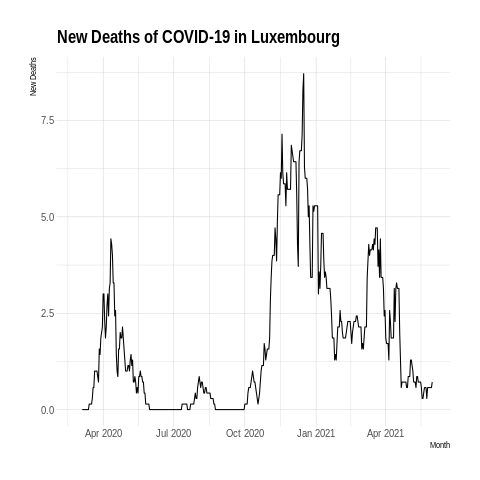 New Deaths of COVID-19 in Luxembourg
New Deaths
7.5
5.0
2.5
0.0
Apr 2020 Jul 2020 Oct 2020 Jan 2021 Apr 2021
Month